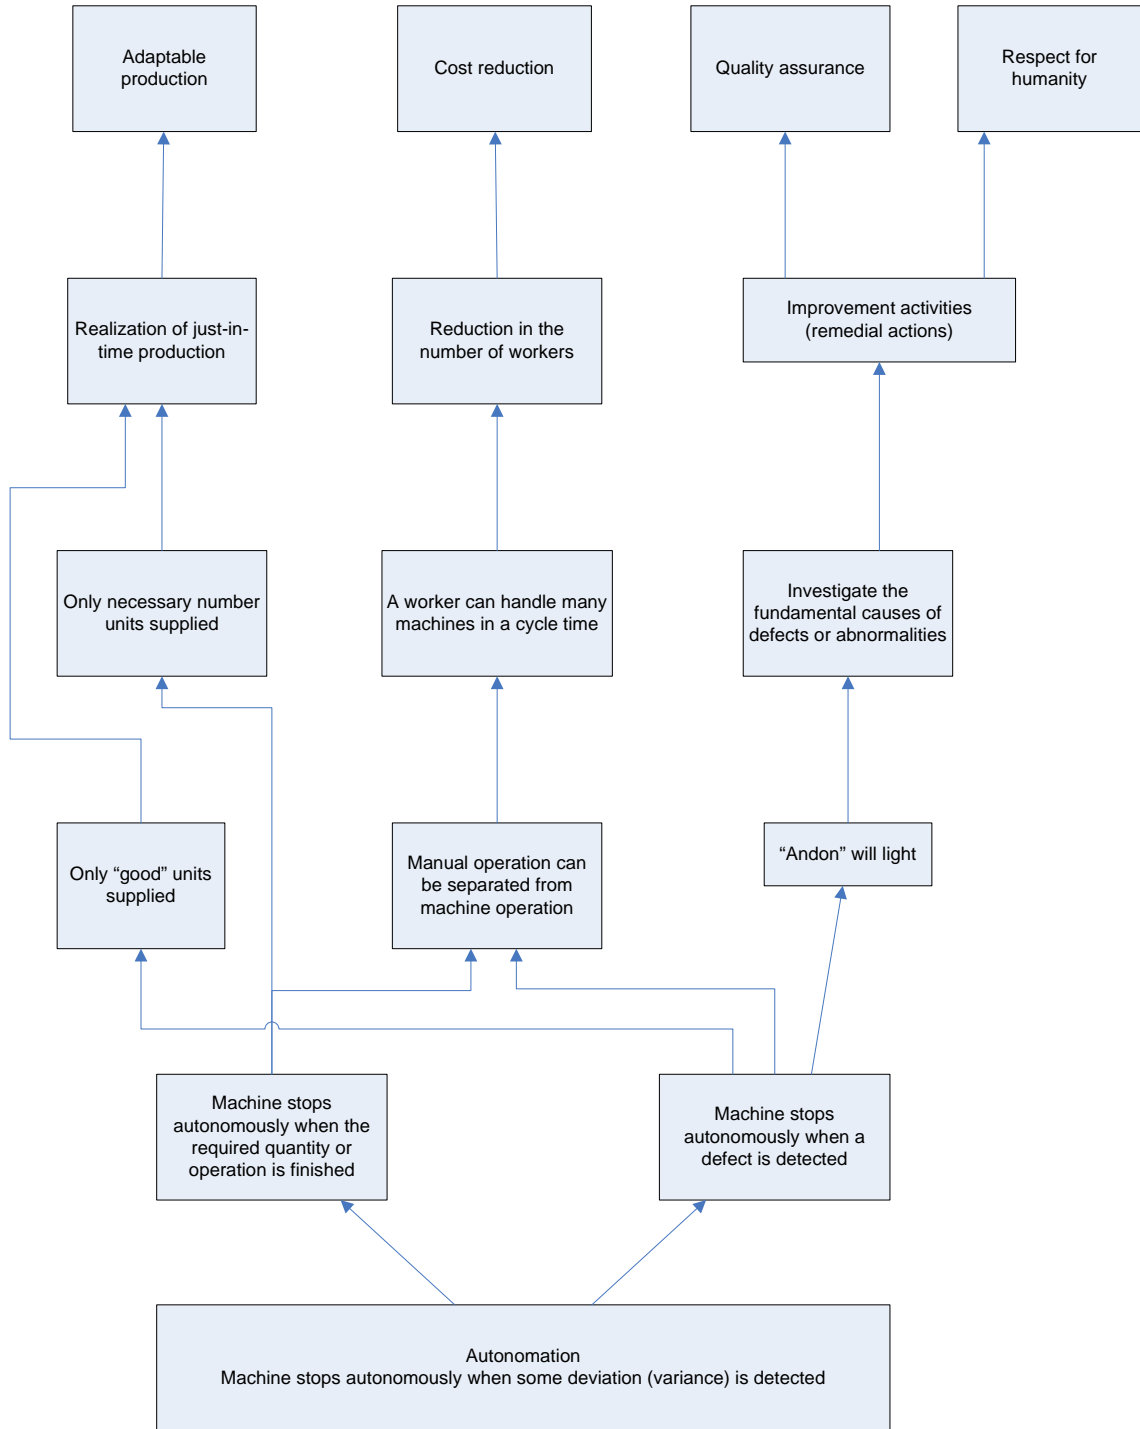 Adaptable
production
Cost reduction
Quality assurance
Respect for
humanity
Realization of just-in-
time production
Reduction in the
number of workers
Improvement activities
(remedial actions)
Only necessary number
units supplied
A worker can handle many
machines in a cycle time
Investigate the
fundamental causes of
defects or abnormalities
Only “good” units
supplied
Manual operation can
be separated from
machine operation
“Andon” will light
Machine stops
autonomously when the
required quantity or
operation is finished
Machine stops
autonomously when a
defect is detected
Autonomation
Machine stops autonomously when some deviation (variance) is detected